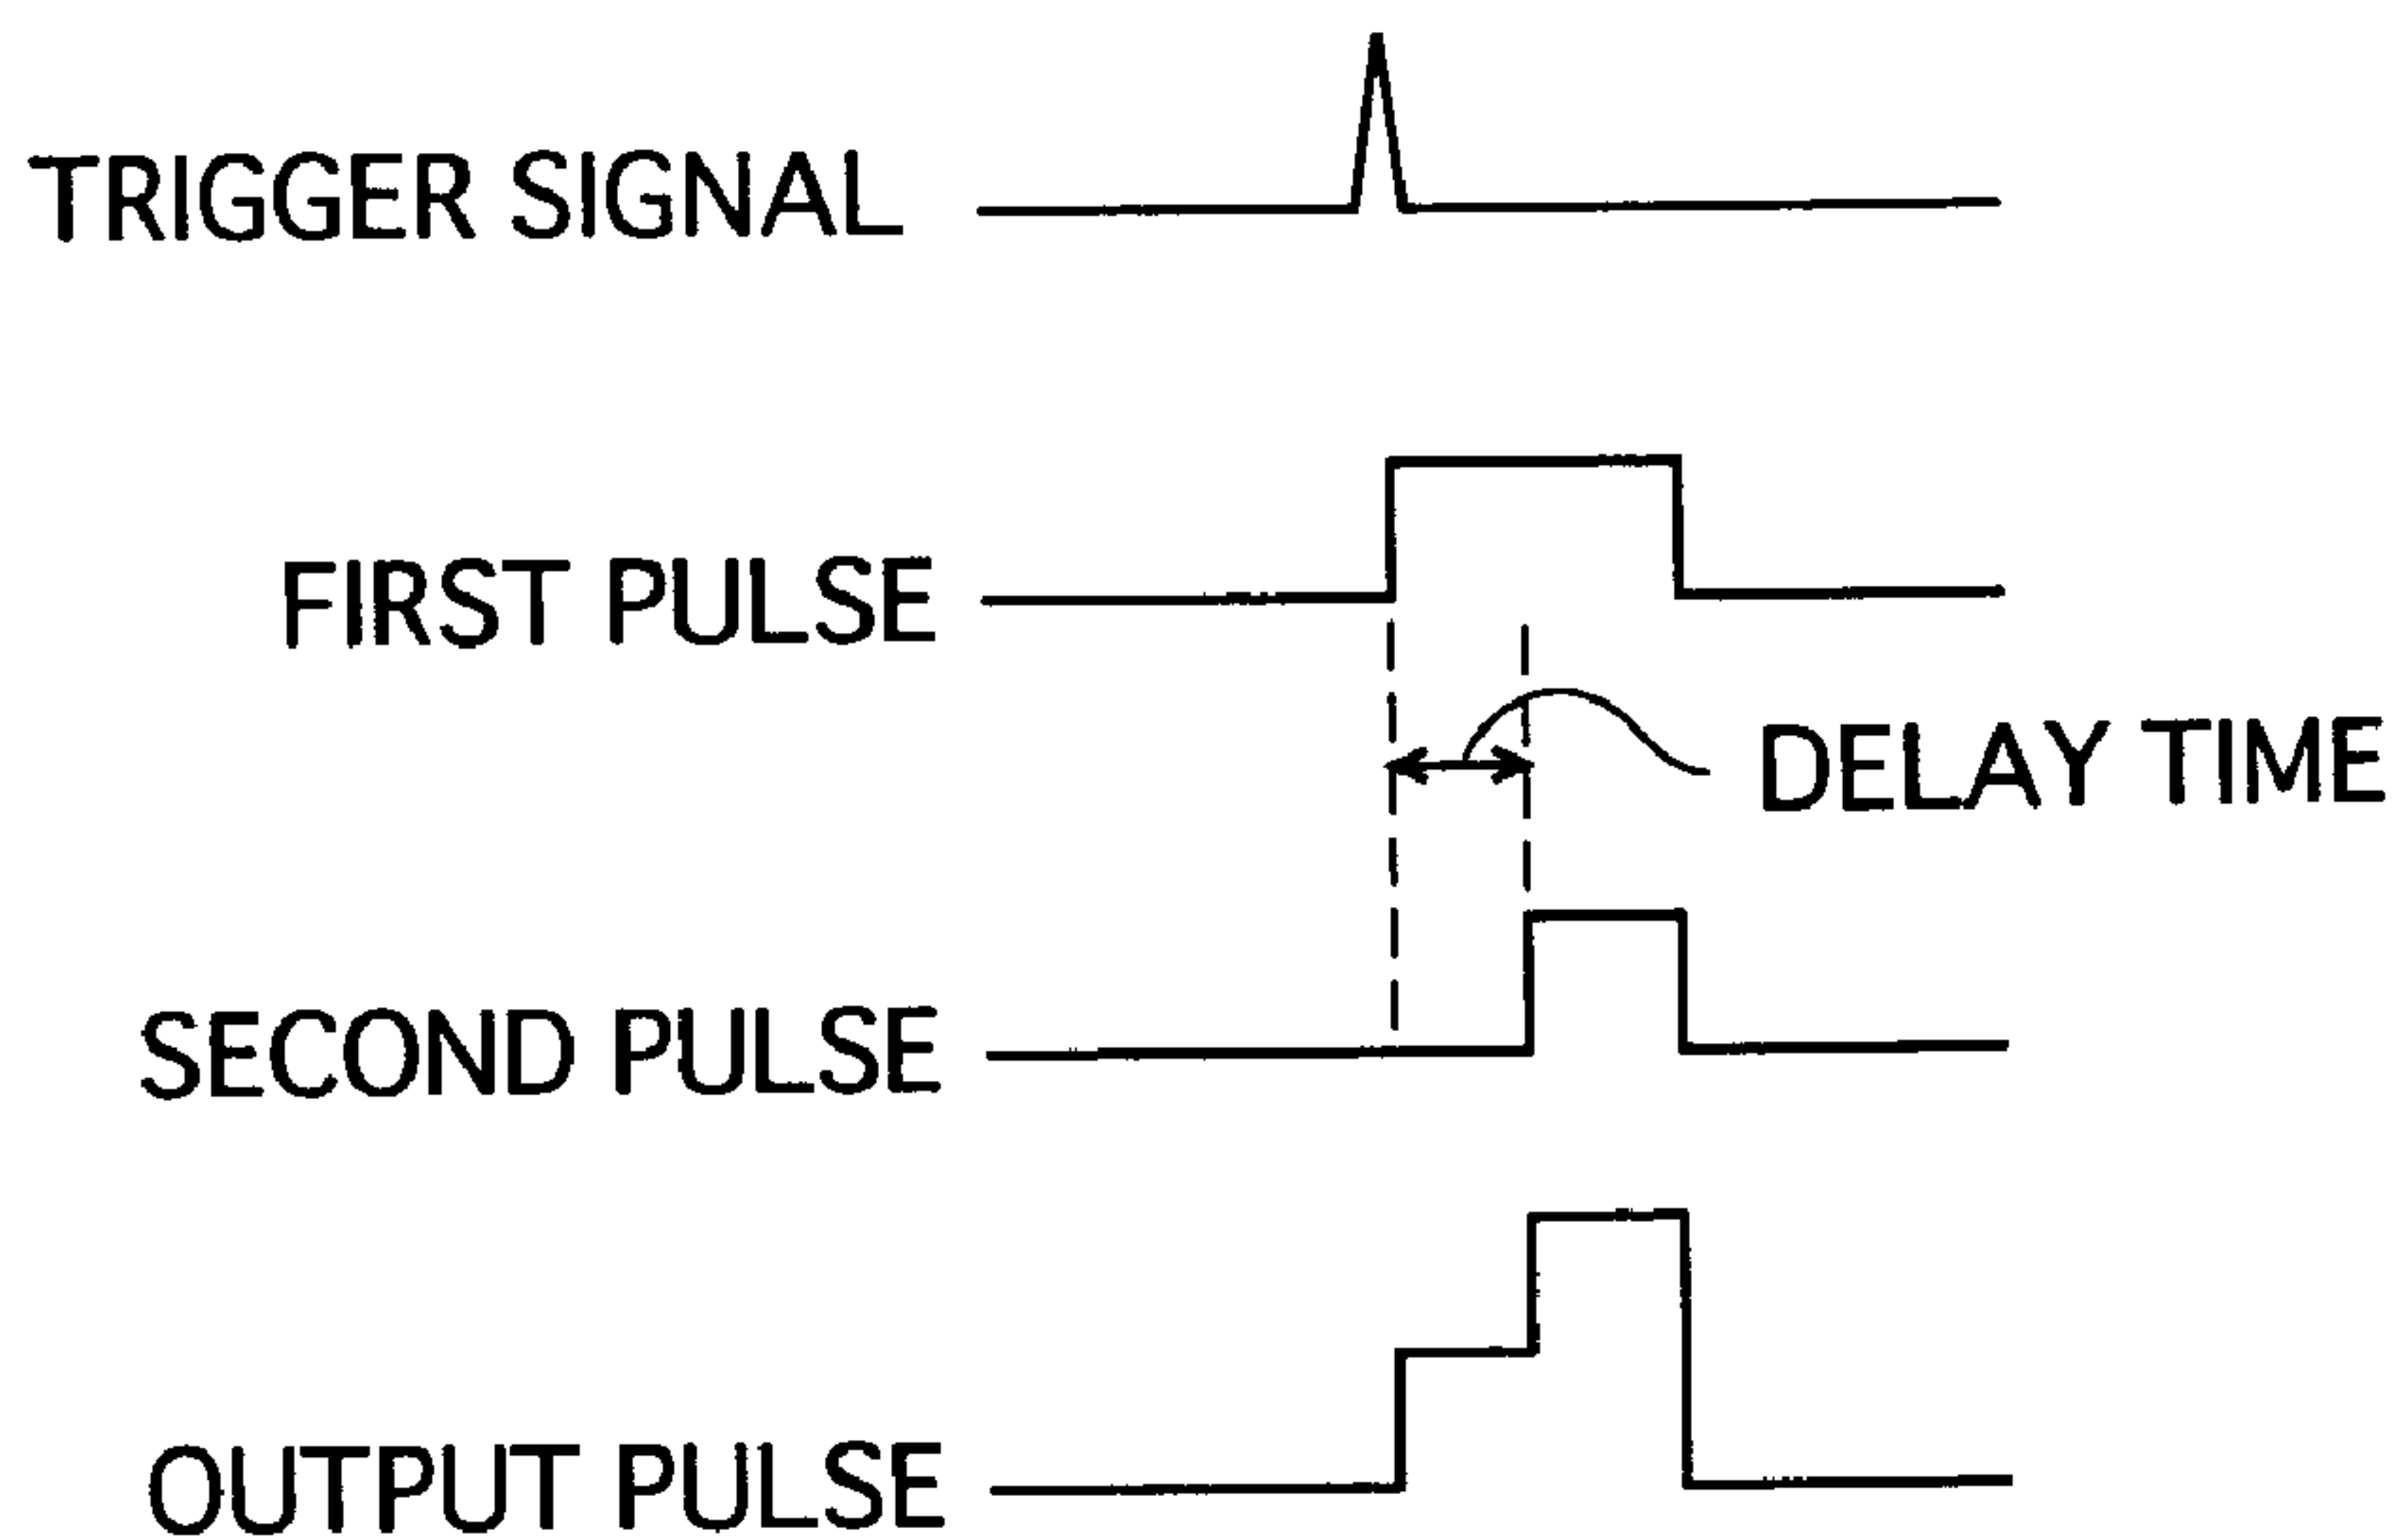 TRIGGER SIGNAL
FIRST PULSE
DELAY TIME
SECOND PULSE
OUTPUT PULSE